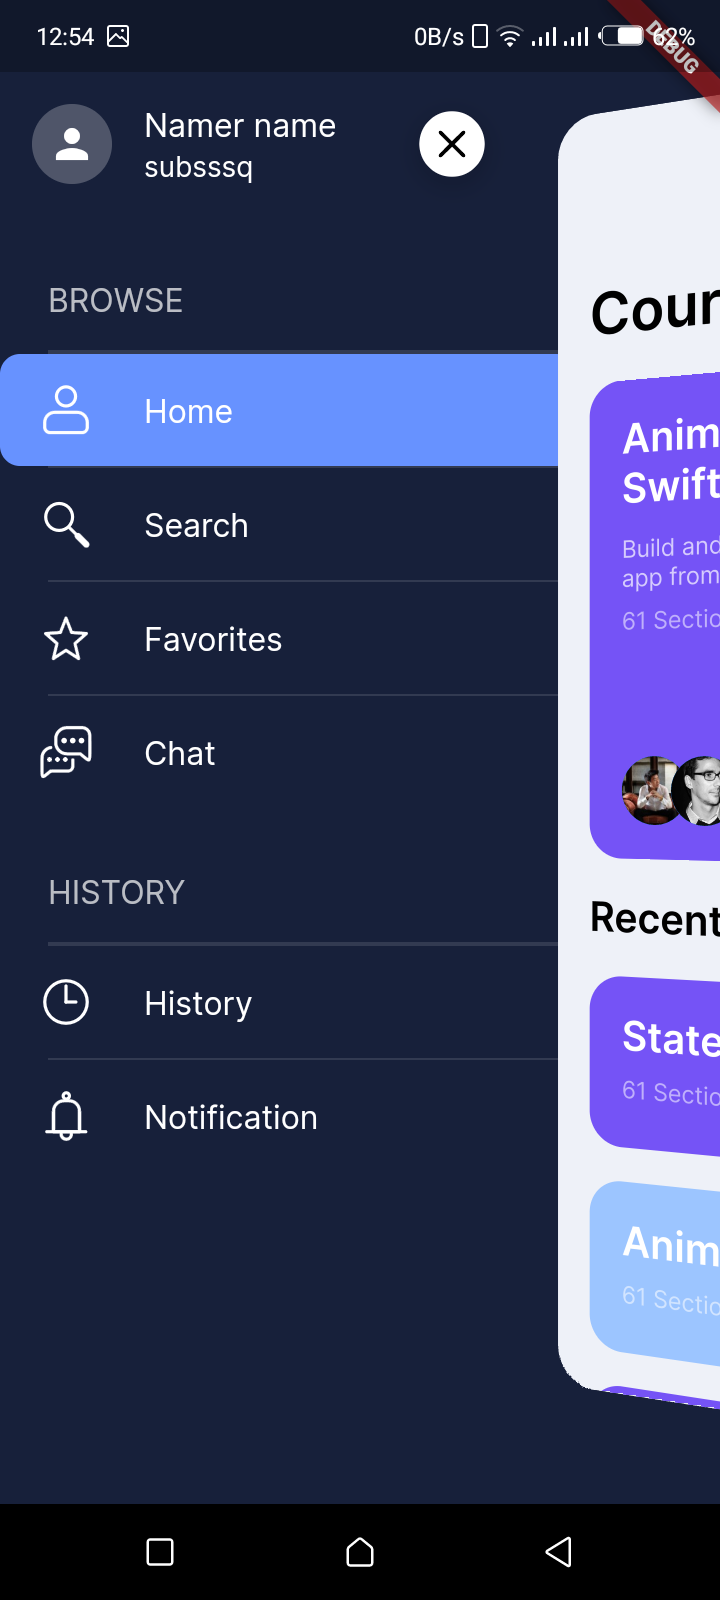 12:54
0B/s
62%
DEBUG
Namer name
subsssq
BROWSE
Home
Search
Favorites
Chat
HISTORY
History
Notification
Cour
Anim
Swift
Build and
app from
61 Sectio
Recent
State
61 Sectio
Anim
61 Sectio